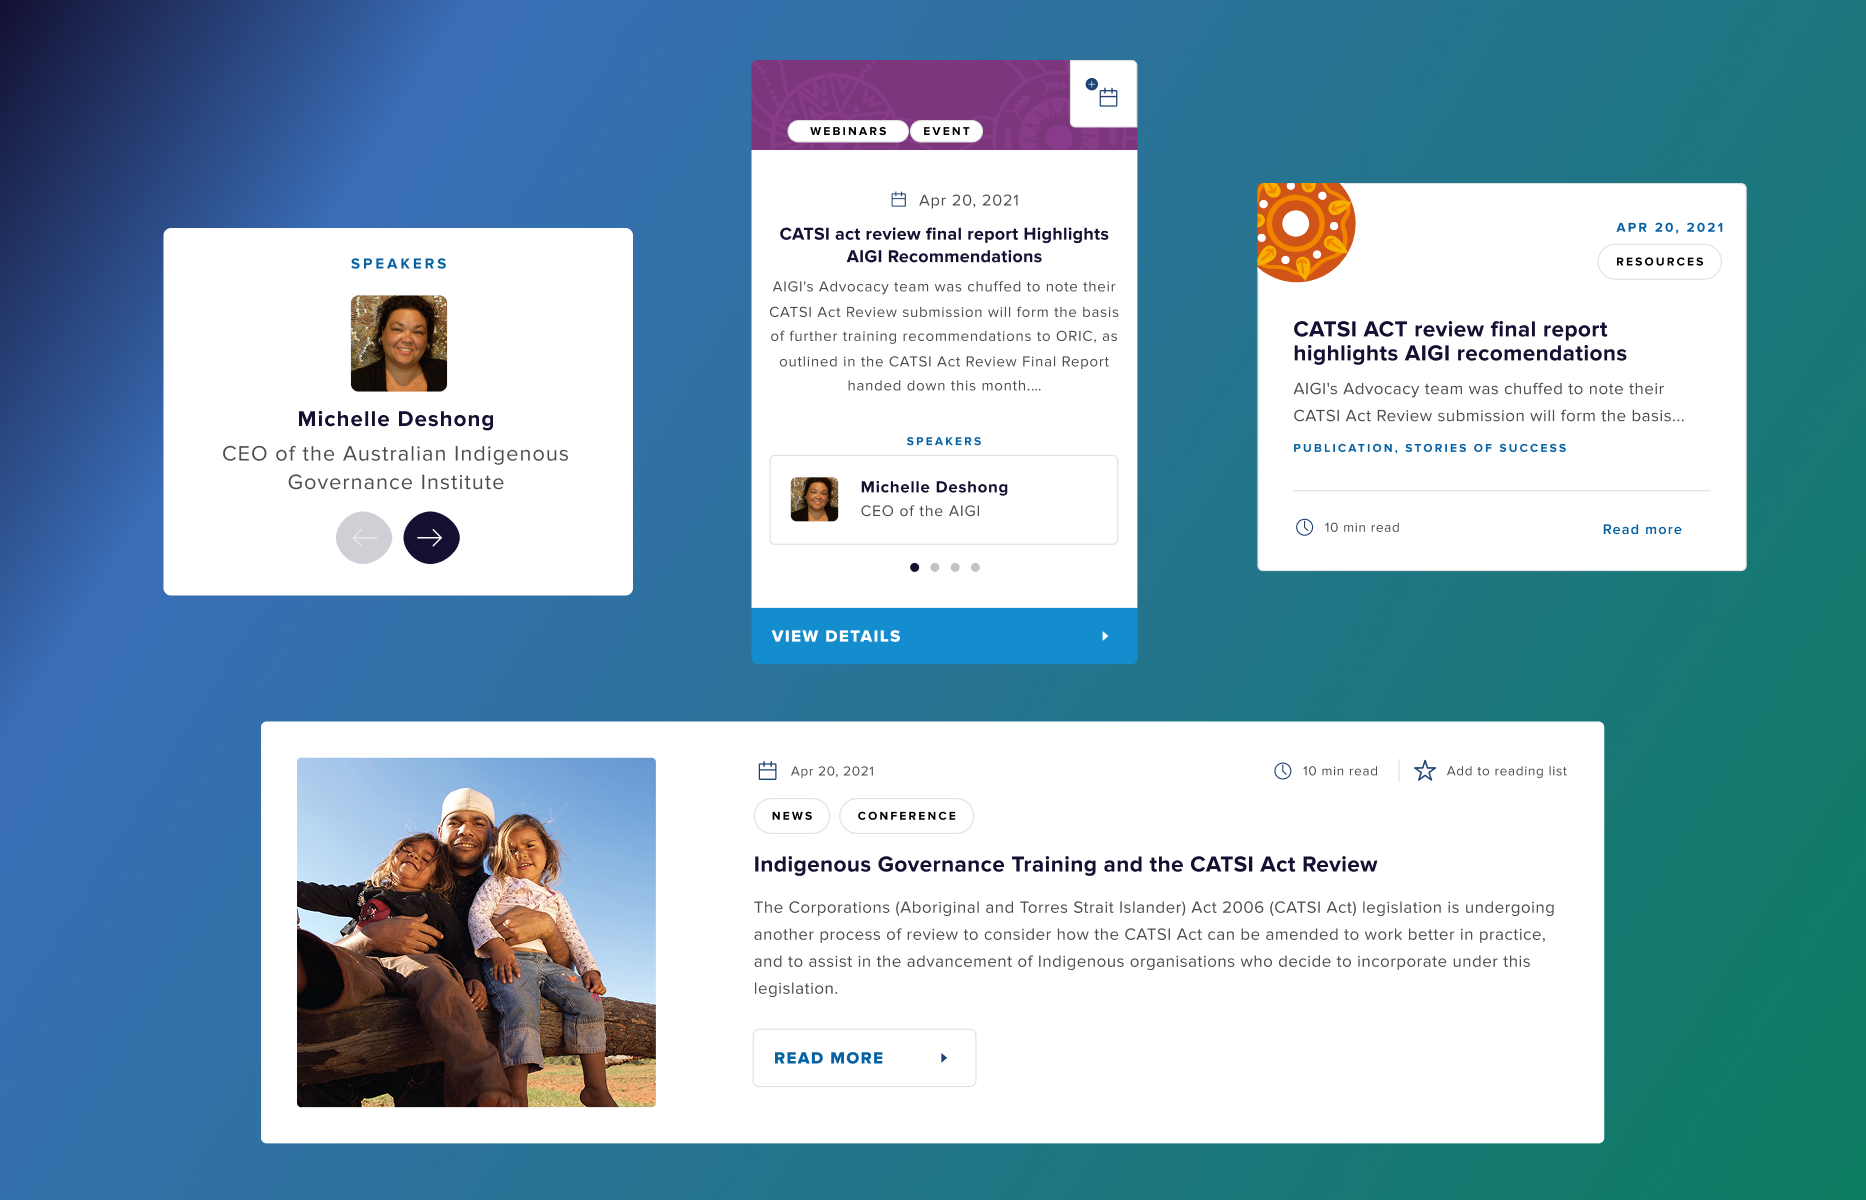 SPEAKERS
Michelle Deshong
CEO of the Australian Indigenous
Governance Institute
WEBINARS
EVENT
Apr 20, 2021
CATSI act review final report Highlights
AIGI Recommendations
AIGI's Advocacy team was chuffed to note their
CATSI Act Review submission will form the basis
of further training recommendations to ORIC, as
outlined in the CATSI Act Review Final Report
handed down this month....
SPEAKERS
Michelle Deshong
CEO of the AIGI
VIEW DETAILS
APR 20, 2021
RESOURCES
CATSI ACT review final report
highlights AIGI recomendations
AIGI's Advocacy team was chuffed to note their
CATSI Act Review submission will form the basis...
PUBLICATION, STORIES OF SUCCESS
10 min read
Read more
Apr 20, 2021
10 min read
Add to reading list
NEWS
CONFERENCE
Indigenous Governance Training and the CATSI Act Review
The Corporations (Aboriginal and Torres Strait Islander) Act 2006 (CATSI Act) legislation is undergoing
another process of review to consider how the CATSI Act can be amended to work better in practice,
and to assist in the advancement of Indigenous organisations who decide to incorporate under this
legislation.
READ MORE